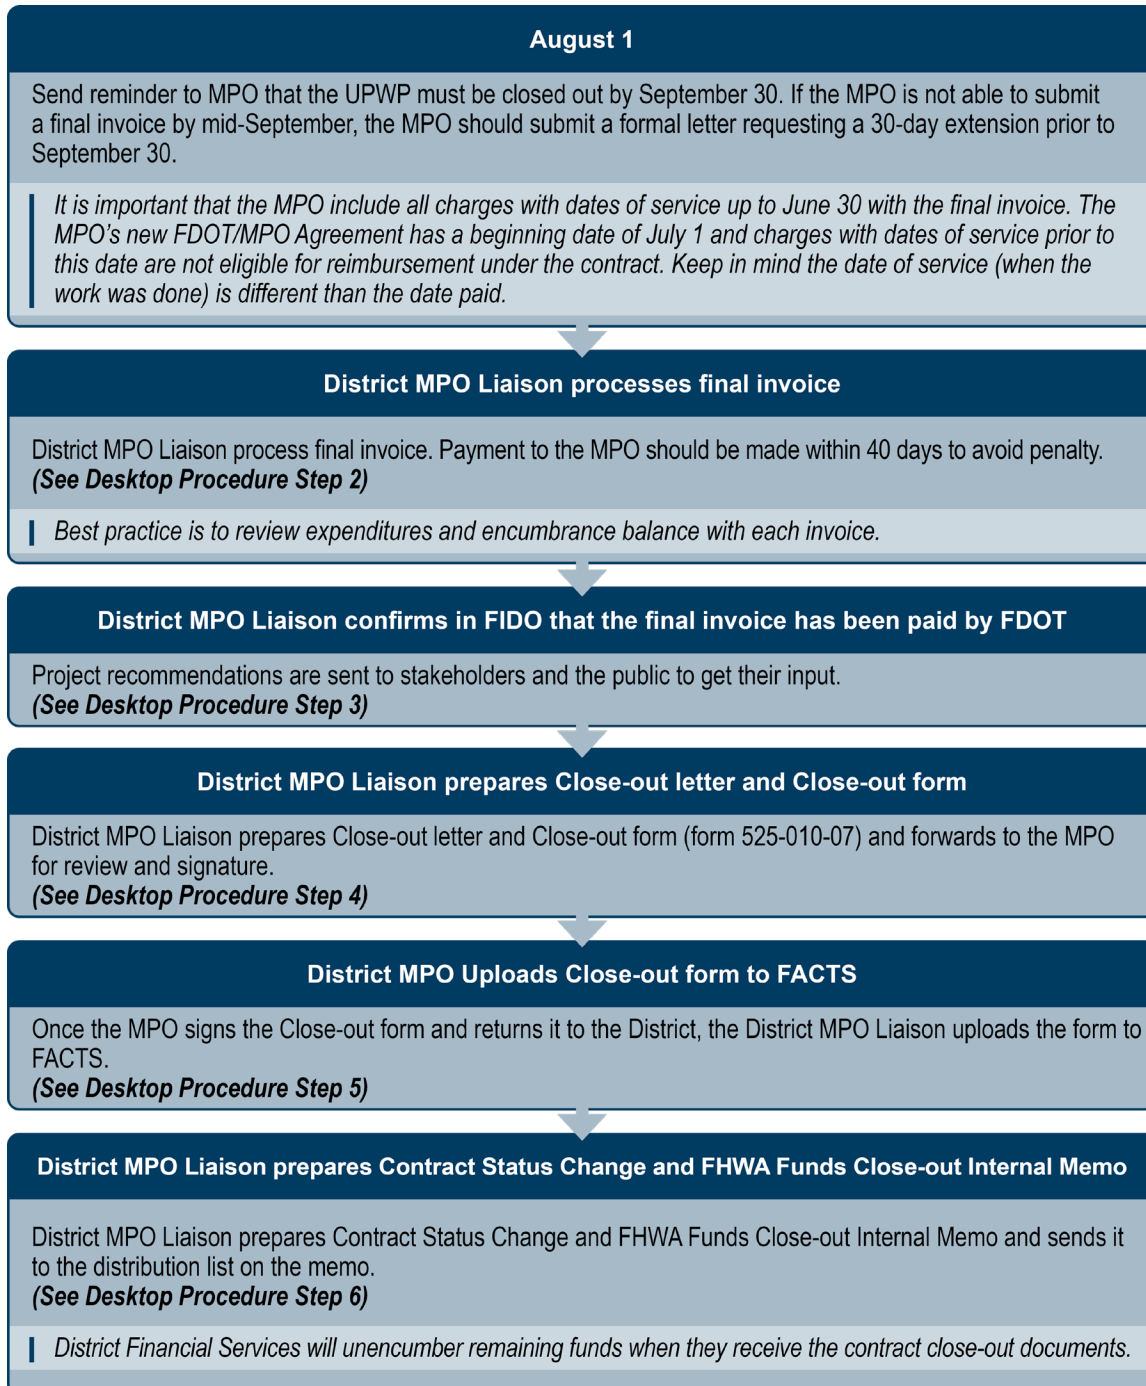 August 1
Send reminder to MPO that the UPWP must be closed out by September 30. If the MPO is not able to submit
a final invoice by mid-September, the MPO should submit a formal letter requesting a 30-day extension prior to
September 30.
It is important that the MPO include all charges with dates of service up to June 30 with the final invoice. The
MPO’s new FDOT/MPO Agreement has a beginning date of July 1 and charges with dates of service prior to
this date are not eligible for reimbursement under the contract. Keep in mind the date of service (when the
work was done) is different than the date paid.
District MPO Liaison processes final invoice
District MPO Liaison process final invoice. Payment to the MPO should be made within 40 days to avoid penalty.
(See Desktop Procedure Step 2)
Best practice is to review expenditures and encumbrance balance with each invoice.
District MPO Liaison confirms in FIDO that the final invoice has been paid by FDOT
Project recommendations are sent to stakeholders and the public to get their input.
(See Desktop Procedure Step 3)
District MPO Liaison prepares Close-out letter and Close-out form
District MPO Liaison prepares Close-out letter and Close-out form (form 525-010-07) and forwards to the MPO
for review and signature.
(See Desktop Procedure Step 4)
District MPO Uploads Close-out form to FACTS
Once the MPO signs the Close-out form and returns it to the District, the District MPO Liaison uploads the form to
FACTS.
(See Desktop Procedure Step 5)
District MPO Liaison prepares Contract Status Change and FHWA Funds Close-out Internal Memo
District MPO Liaison prepares Contract Status Change and FHWA Funds Close-out Internal Memo and sends it
to the distribution list on the memo.
(See Desktop Procedure Step 6)
District Financial Services will unencumber remaining funds when they receive the contract close-out documents.